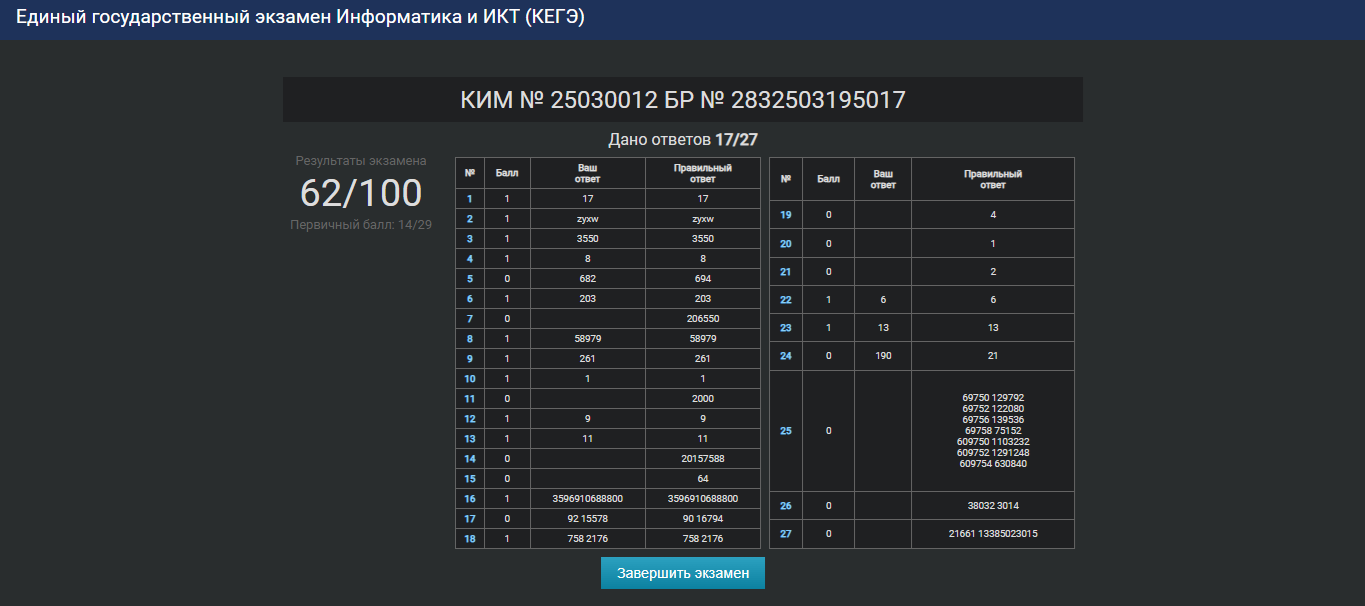 Единый государственный экзамен Информатика и ИКТ (КЕГЭ)
КИМ № 25030012 БР № 2832503195017
Дано ответов 17/27
Результаты экзамена
62/100
Первичный балл: 14/29
№ Балл Ваш ответ Правильный ответ
1 1 17 17
2 1 zyxw zyxw
3 1 3550 3550
4 1 8 8
5 0 682 694
6 1 203 203
7 0 206550
8 1 58979 58979
9 1 261 261
10 1 1 1
11 0 2000
12 1 9 9
13 1 11 11
14 0 20157588
15 0 64
16 1 3596910688800 3596910688800
17 0 92 15578 90 16794
18 1 758 2176 758 2176
№ Балл Ваш ответ Правильный ответ
19 0 4
20 0 1
21 0 2
22 1 6 6
23 1 13 13
24 0 190 21
25 0
69750 129792
69752 122080
69756 139536
69758 75152
609750 1103232
609752 1291248
609754 630840
26 0 38032 3014
27 0 21661 13385023015
Завершить экзамен